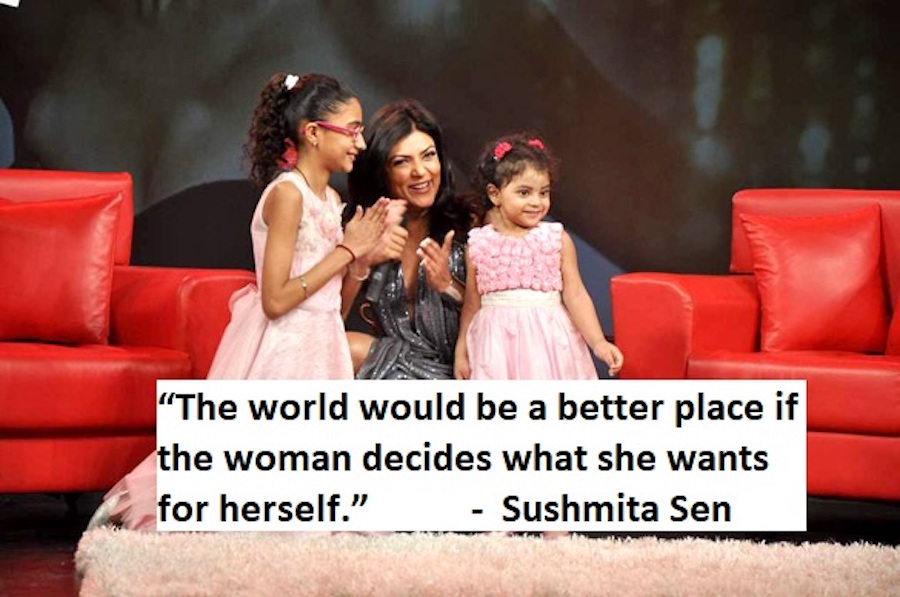 “The world would be a better place if
the woman decides what she wants
for herself.” - Sushmita Sen